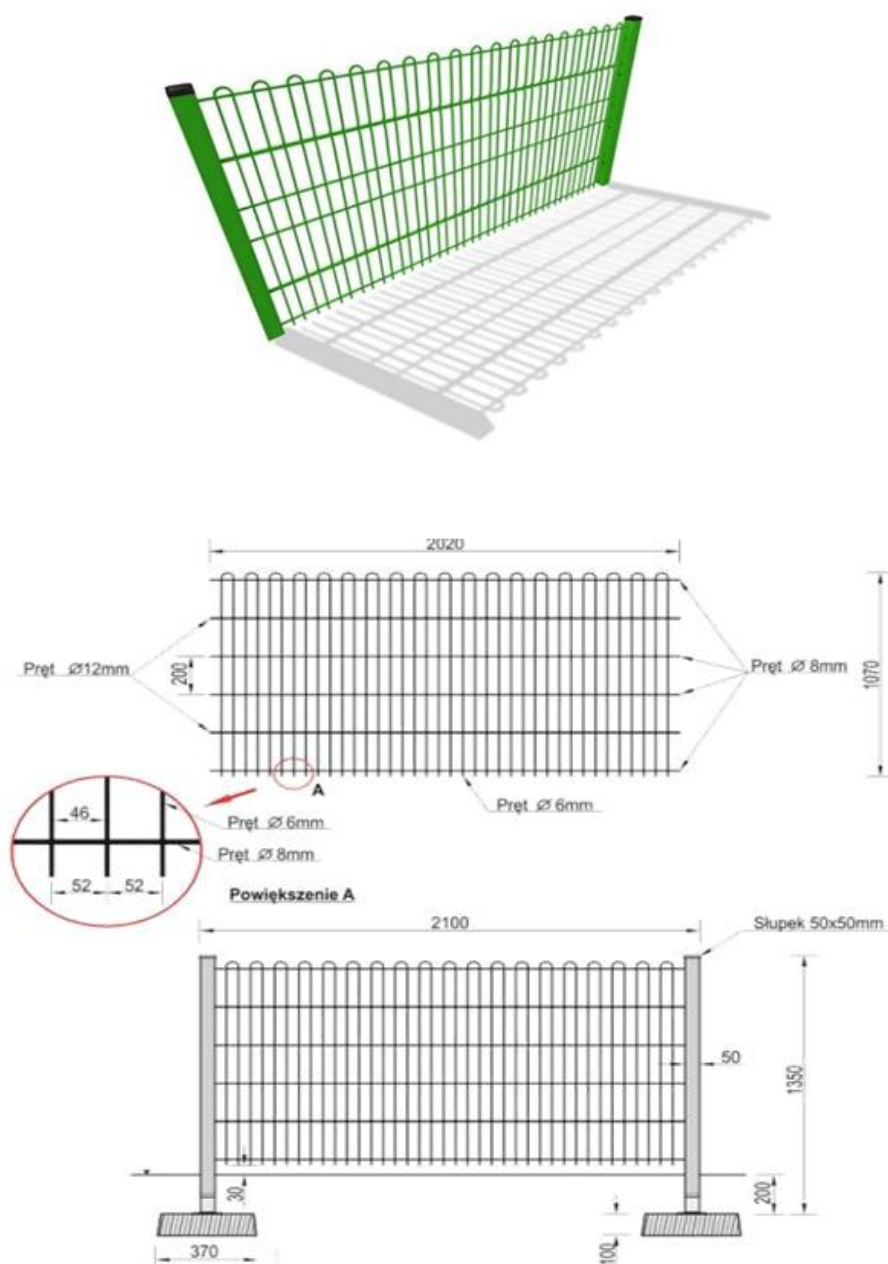 2020
Pręt Ø12mm
200
Pręt Ø 8mm
1070
A
Pręt Ø 6mm
46
Pręt Ø 6mm
Pręt Ø 8mm
52 52
Powiększenie A
2100
Słupek 50x50mm
50
1350
30
200
370
100